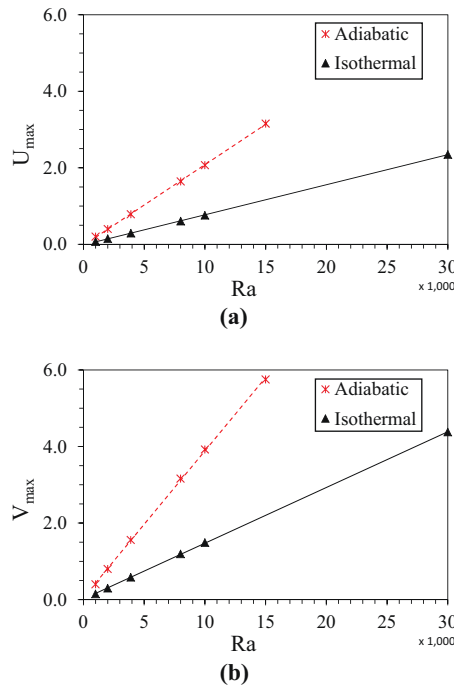 6.0
Adiabatic
Isothermal
4.0
U_max
2.0
0.0
0 5 10 15 20 25 30
Ra
x 1,000
(a)
6.0
Adiabatic
Isothermal
4.0
V_max
2.0
0.0
0 5 10 15 20 25 30
Ra
x 1,000
(b)